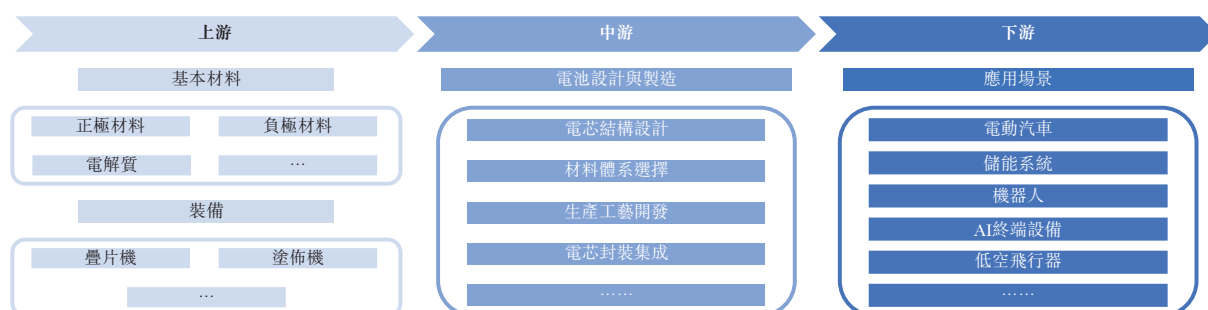 上游
基本材料
正極材料 負極材料
電解質 …
裝備
疊片機 塗佈機
…
中游
電池設計與製造
電芯結構設計
材料體系選擇
生產工藝開發
電芯封裝集成
……
下游
應用場景
電動汽車
儲能系統
機器人
AI終端設備
低空飛行器
……